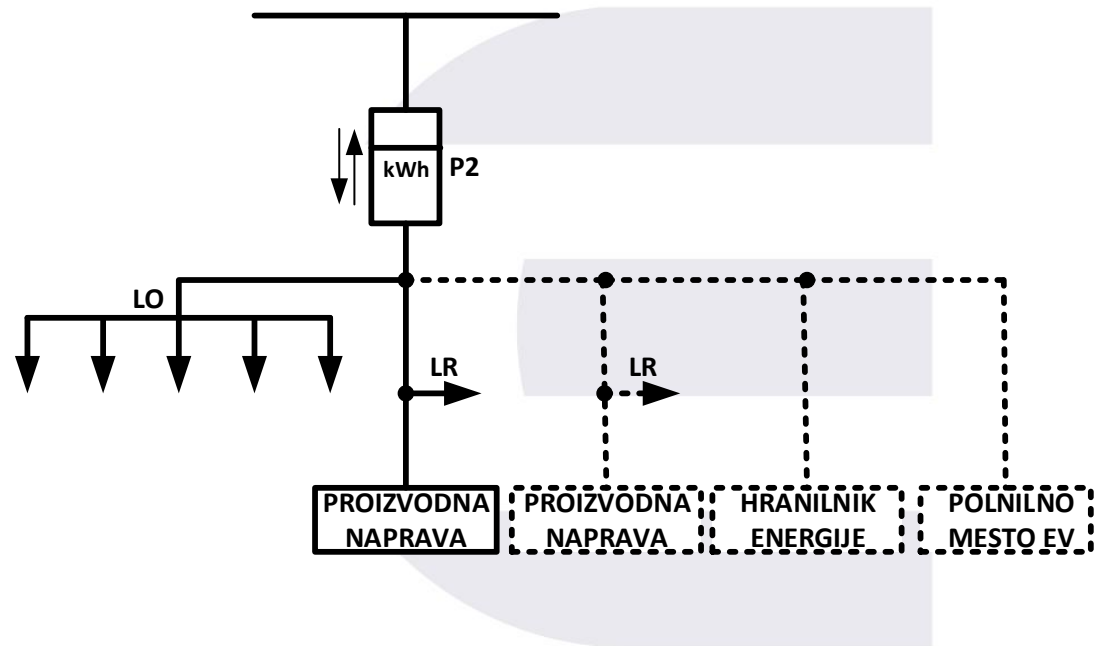 kWh P2
LO
LR LR
PROIZVODNA
NAPRAVA
PROIZVODNA
NAPRAVA
HRANILNIK
ENERGIJE
POLNILNO
MESTO EV